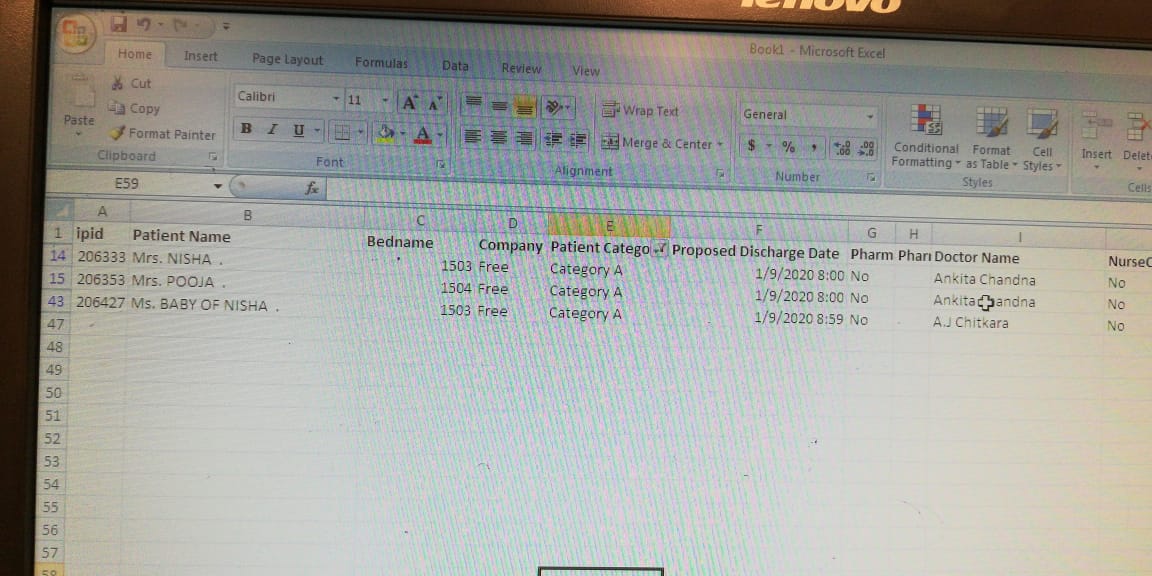 lenovo
Book1 - Microsoft Excel
Home Insert Page Layout Formulas Data Review View
Cut
Copy
Format Painter
Paste
Clipboard
Calibri 11
B I U
Font
Wrap Text
Merge & Center
Alignment
General
$ % , .00 .00
Number
Conditional Formatting
Format as Table
Cell Styles
Styles
Insert Delet
Cells
E59 fx
A B C D E F G H I
1 ipid Patient Name Bedname Company Patient Catego Proposed Discharge Date Pharm Phari Doctor Name NurseC
14 206333 Mrs. NISHA . 1503 Free Category A 1/9/2020 8:00 No Ankita Chandna No
15 206353 Mrs. POOJA . 1504 Free Category A 1/9/2020 8:00 No Ankita andna No
43 206427 Ms. BABY OF NISHA . 1503 Free Category A 1/9/2020 8:59 No A.J Chitkara No
47
48
49
50
51
52
53
54
55
56
57
58